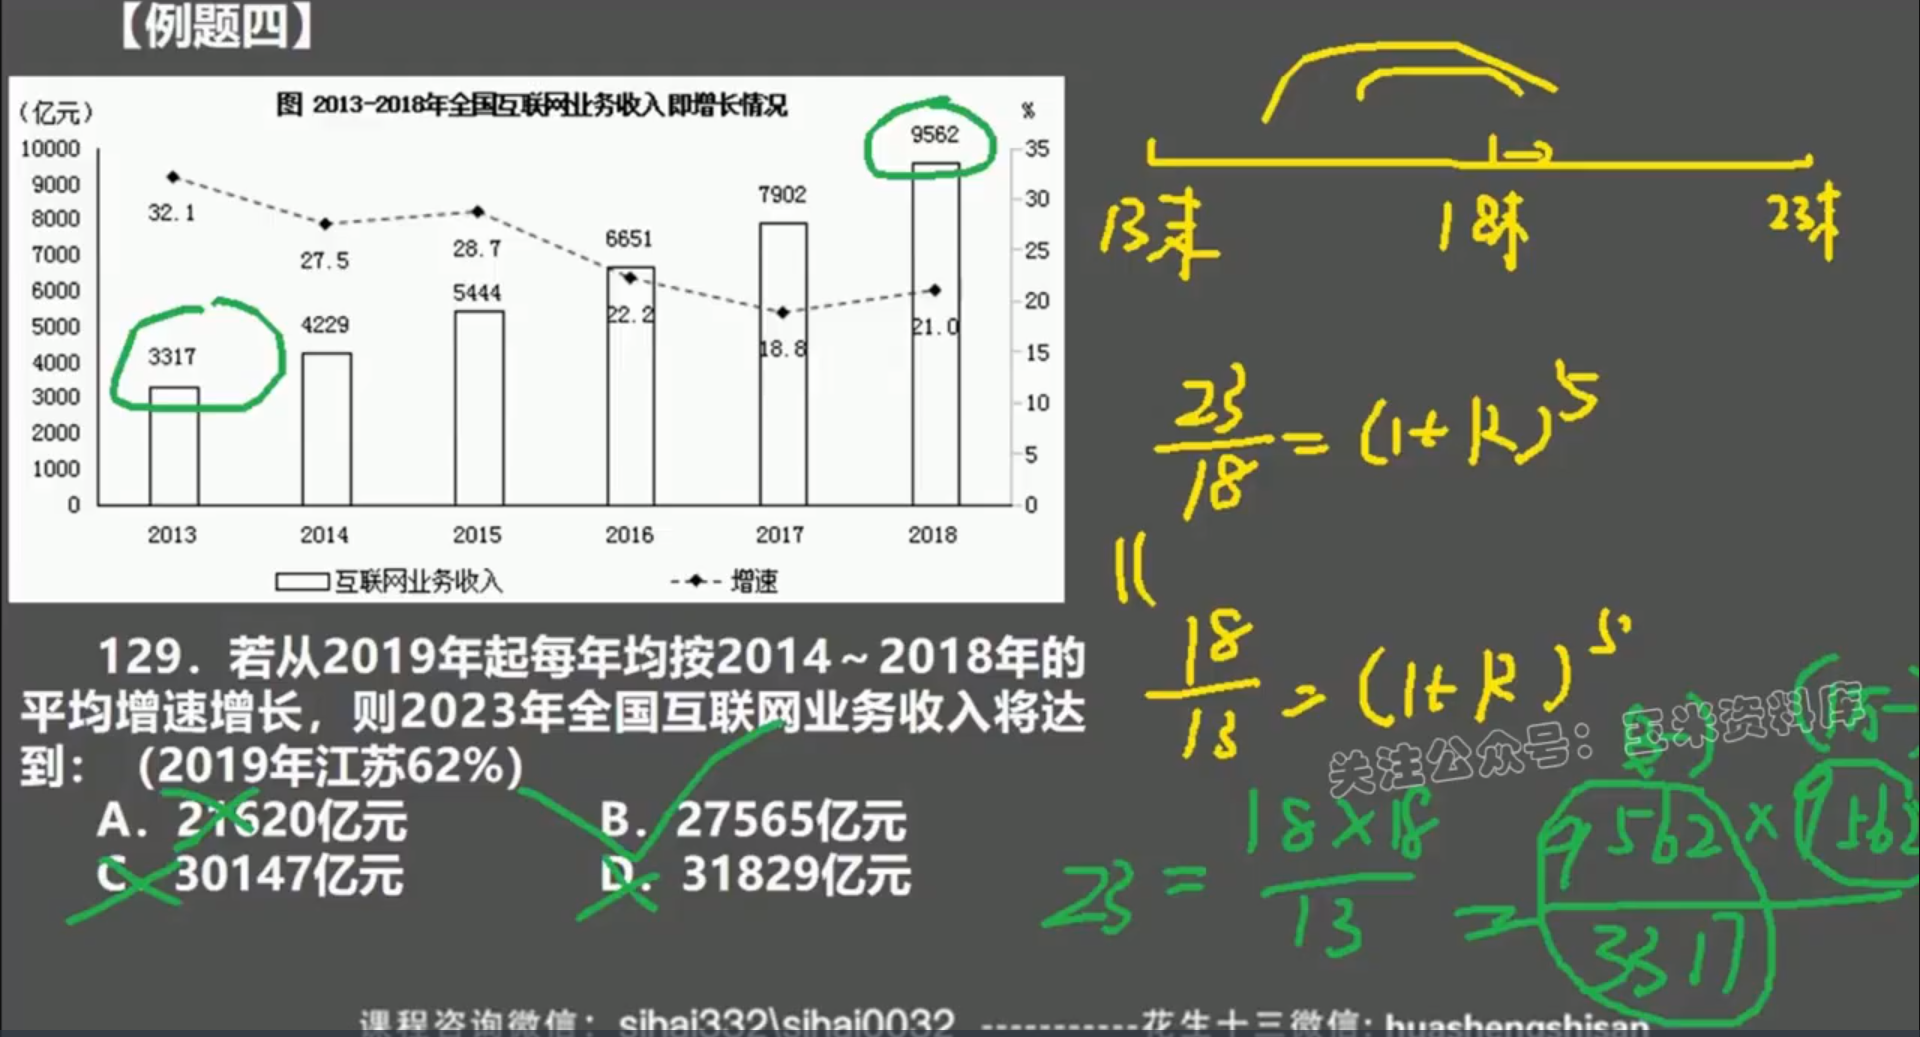 【例题四】
图 2013-2018年全国互联网业务收入即增长情况
（亿元）
%
10000
9000
8000
7000
6000
5000
4000
3000
2000
1000
0
35
30
25
20
15
10
5
0
3317
4229
5444
6651
7902
9562
32.1
27.5
28.7
22.2
18.8
21.0
2013 2014 2015 2016 2017 2018
互联网业务收入 增速
129．若从2019年起每年均按2014～2018年的
平均增速增长，则2023年全国互联网业务收入将达
到：（2019年江苏62%）
A．21620亿元 B．27565亿元
C．30147亿元 D．31829亿元
13末 18末 23末
23/18 = (1+R)^5
18/13 = (1+R)^5
23 = 18×18/13 = 9562×9562/3317
关注公众号：玉米资料库
课程咨询微信：sihai332\sihai0032 -----------花生十三微信: huashengshisan